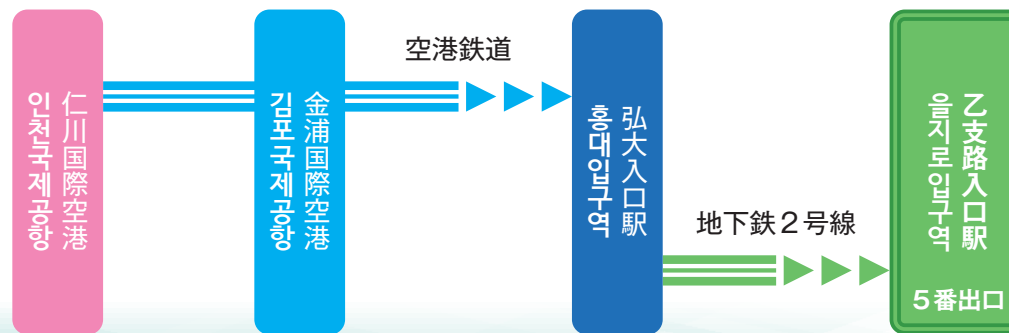 仁川国際空港
인천국제공항
金浦国際空港
김포국제공항
空港鉄道
弘大入口駅
홍대입구역
地下鉄２号線
乙支路入口駅
을지로입구역
５番出口